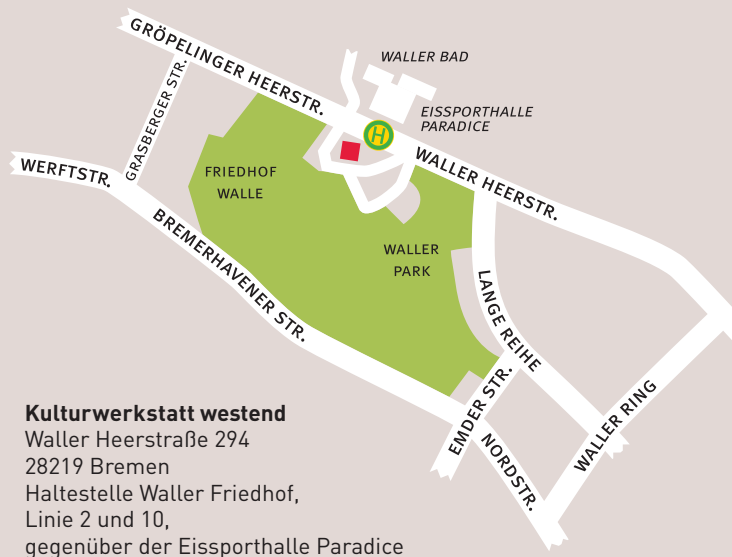 WALLER BAD
GRÖPELINGER HEERSTR.
EISSPORTHALLE
PARADICE
H
GRASBERGER STR.
WERFTSTR.
FRIEDHOF
WALLE
WALLER HEERSTR.
BREMERHAVENER STR.
WALLER
PARK
LANGE REIHE
EMDER STR.
WALLER RING
NORDSTR.
Kulturwerkstatt westend
Waller Heerstraße 294
28219 Bremen
Haltestelle Waller Friedhof,
Linie 2 und 10,
gegenüber der Eissporthalle Paradice